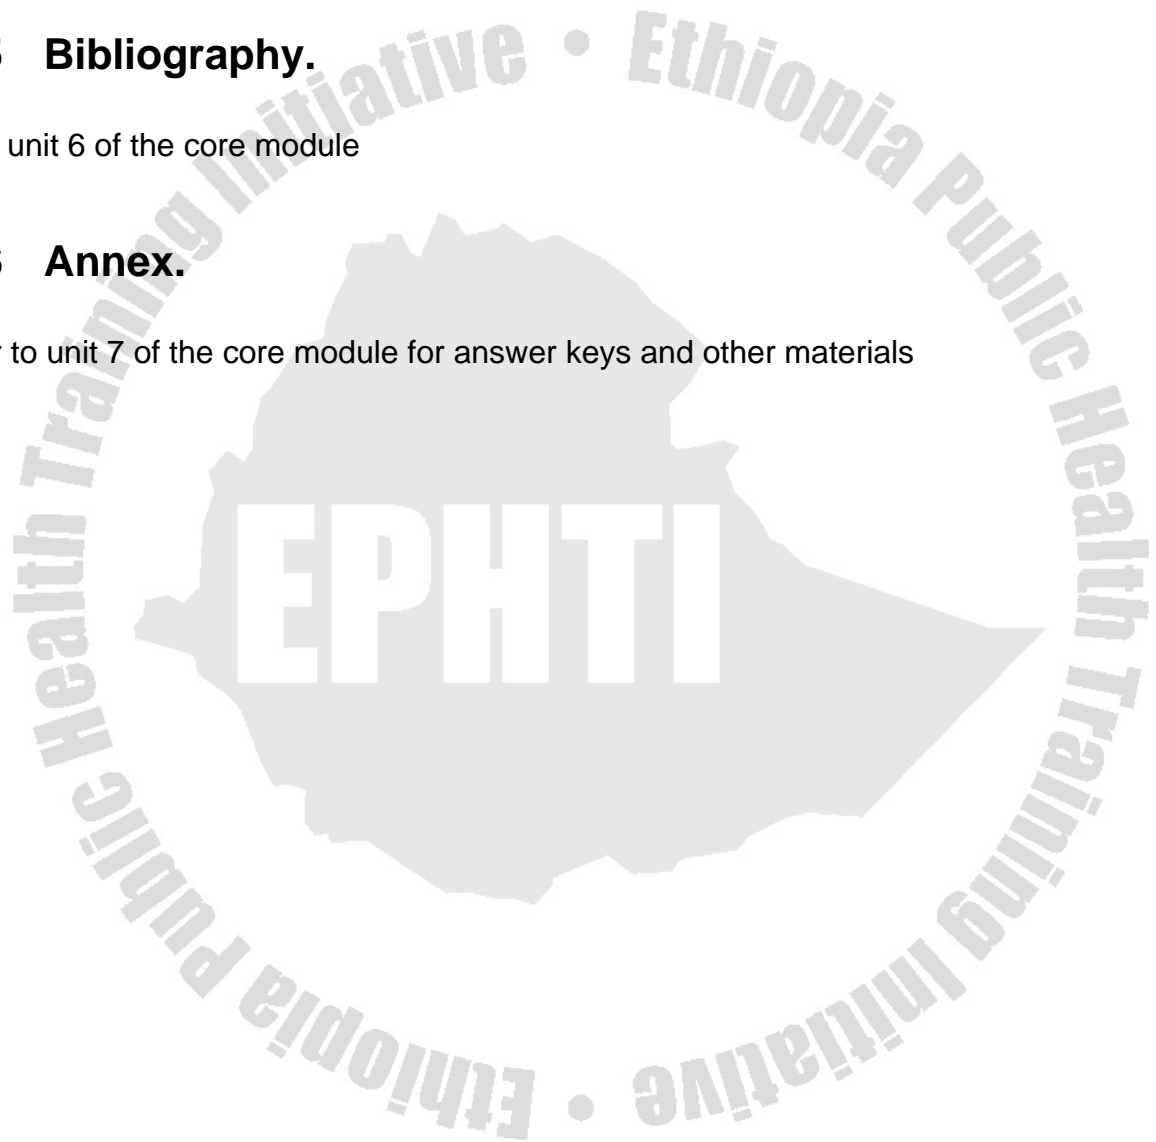 Bibliography.
unit 6 of the core module
Annex.
to unit 7 of the core module for answer keys and other materials
Ethiopia Public Health Training Initiative • Ethiopia Public Health Training Initiative •
EPHTI